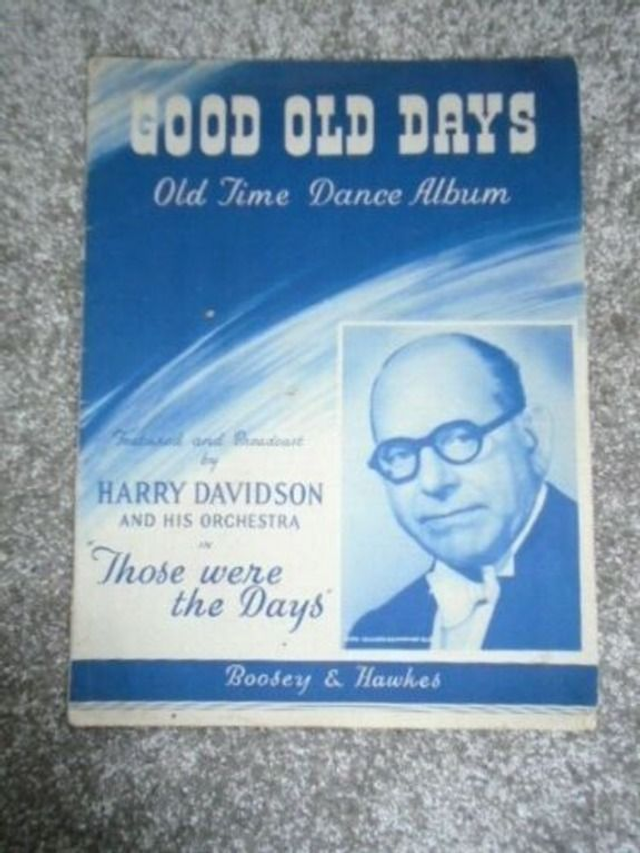 GOOD OLD DAYS
Old Time Dance Album
Featured and Broadcast
by
HARRY DAVIDSON
AND HIS ORCHESTRA
IN
"Those were
the Days"
Boosey & Hawkes